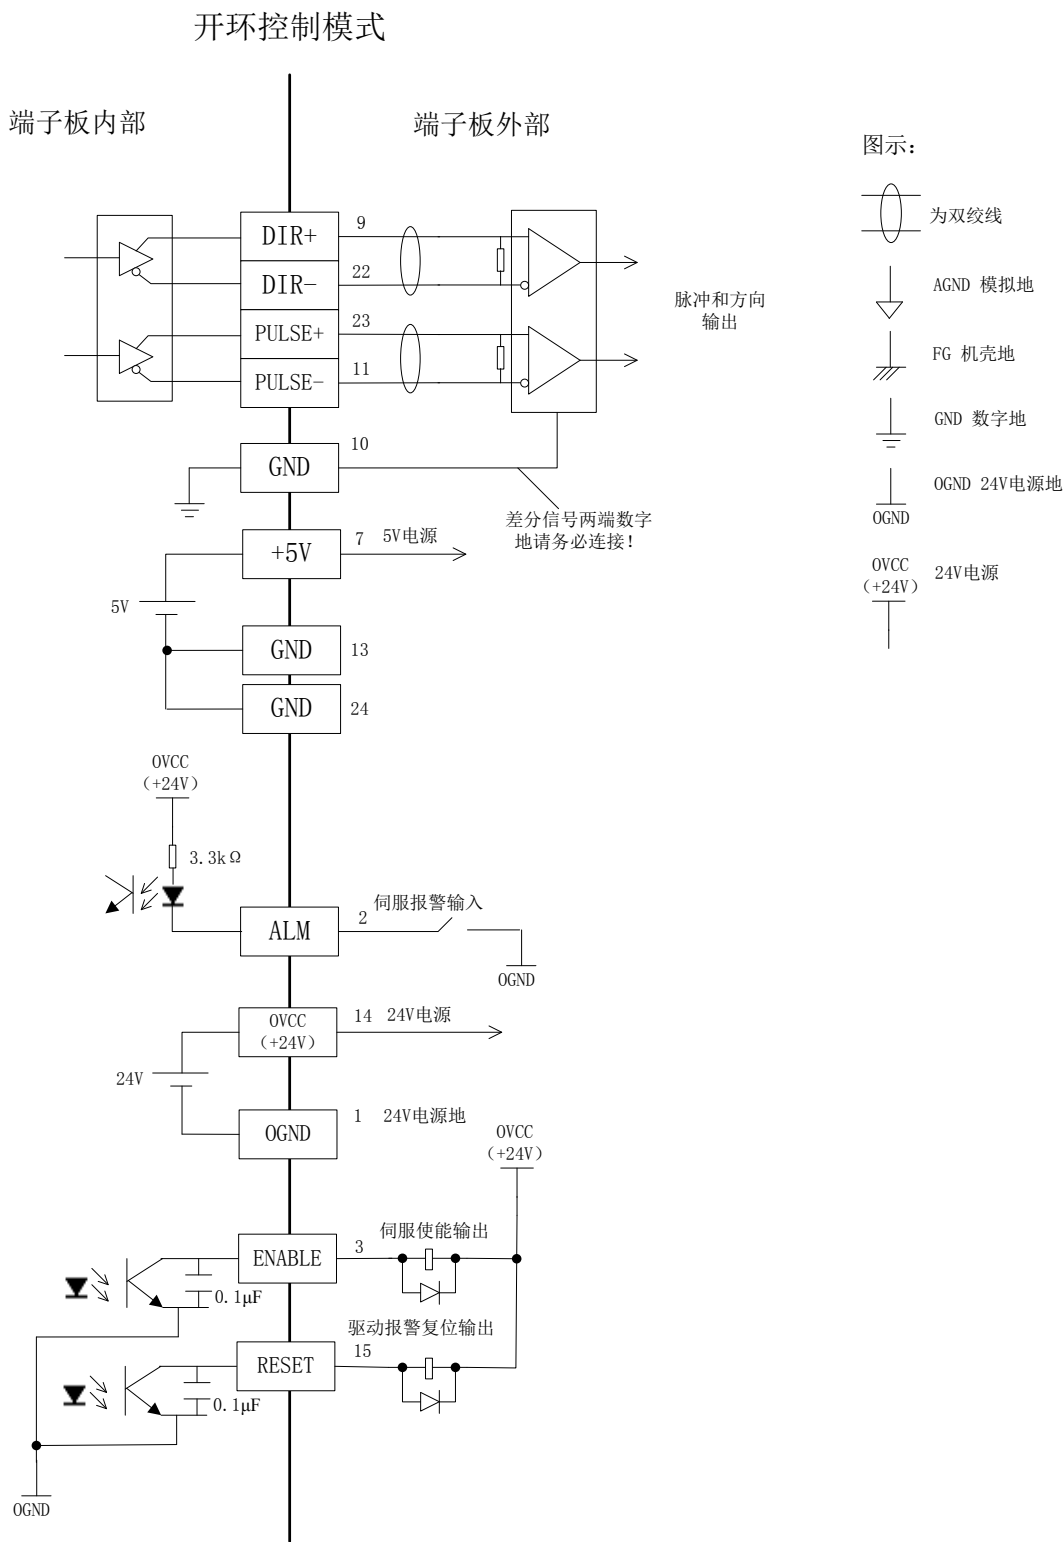 开环控制模式
端子板内部
端子板外部
图示：
为双绞线
AGND 模拟地
FG 机壳地
GND 数字地
OGND 24V电源地
OGND
OVCC
（+24V）
24V电源
DIR+
9
DIR-
22
PULSE+
23
PULSE-
11
脉冲和方向
输出
GND
10
差分信号两端数字
地请务必连接！
+5V
7
5V电源
5V
GND
13
GND
24
OVCC
（+24V）
3.3kΩ
ALM
2
伺服报警输入
OGND
OVCC
（+24V）
14
24V电源
24V
OGND
1
24V电源地
OVCC
（+24V）
ENABLE
3
伺服使能输出
0.1μF
驱动报警复位输出
RESET
15
0.1μF
OGND